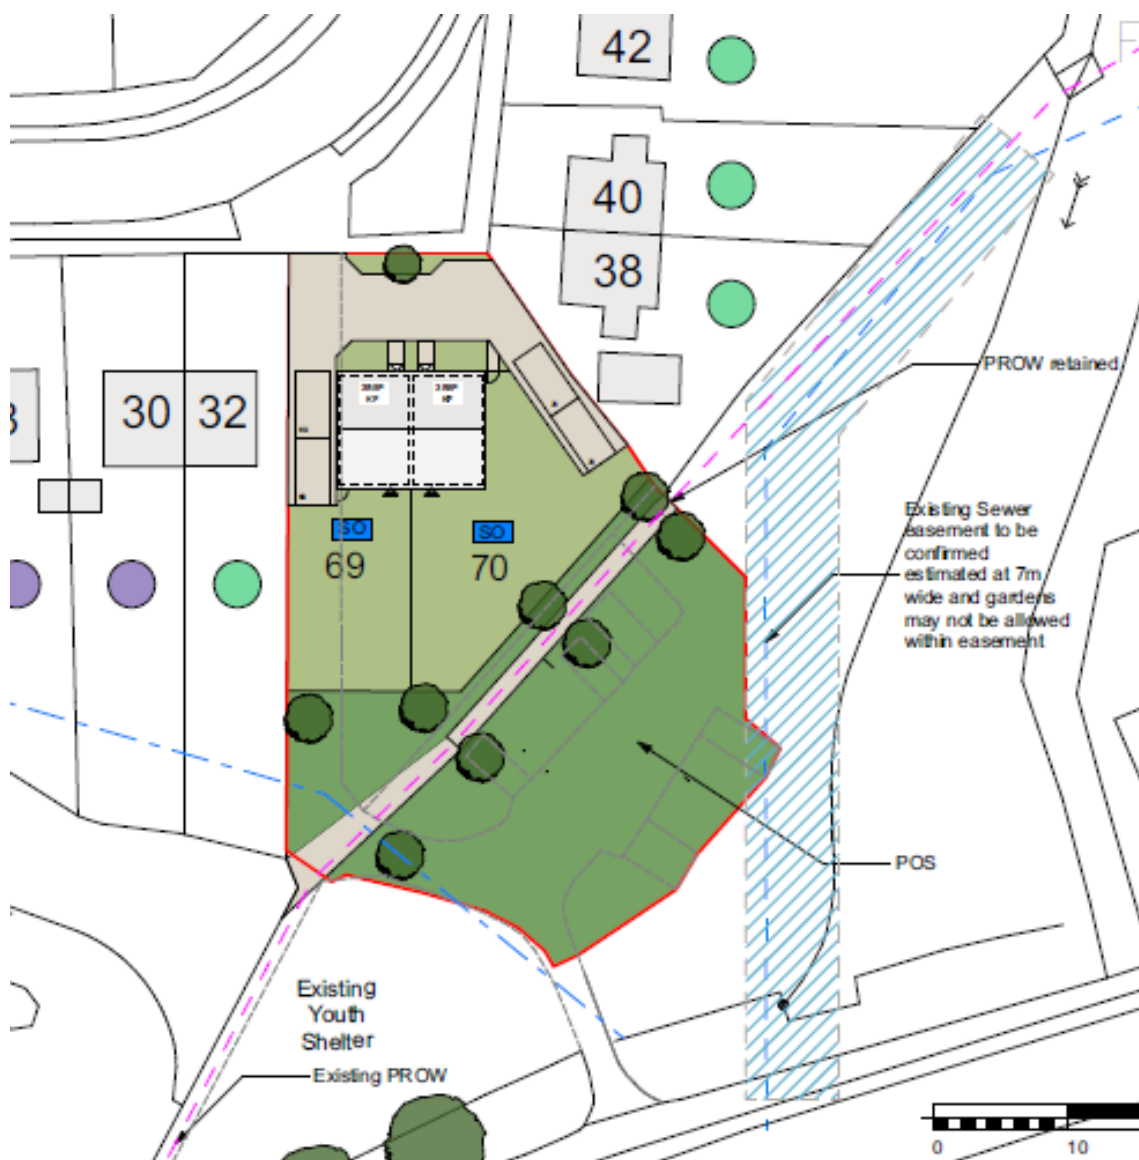 F
42
40
38
PROW retained
3
30
32
Existing Sewer
easement to be
confirmed
estimated at 7m
wide and gardens
may not be allowed
within easement
SO
SO
69
70
POS
Existing
Youth
Shelter
Existing PROW
0
10